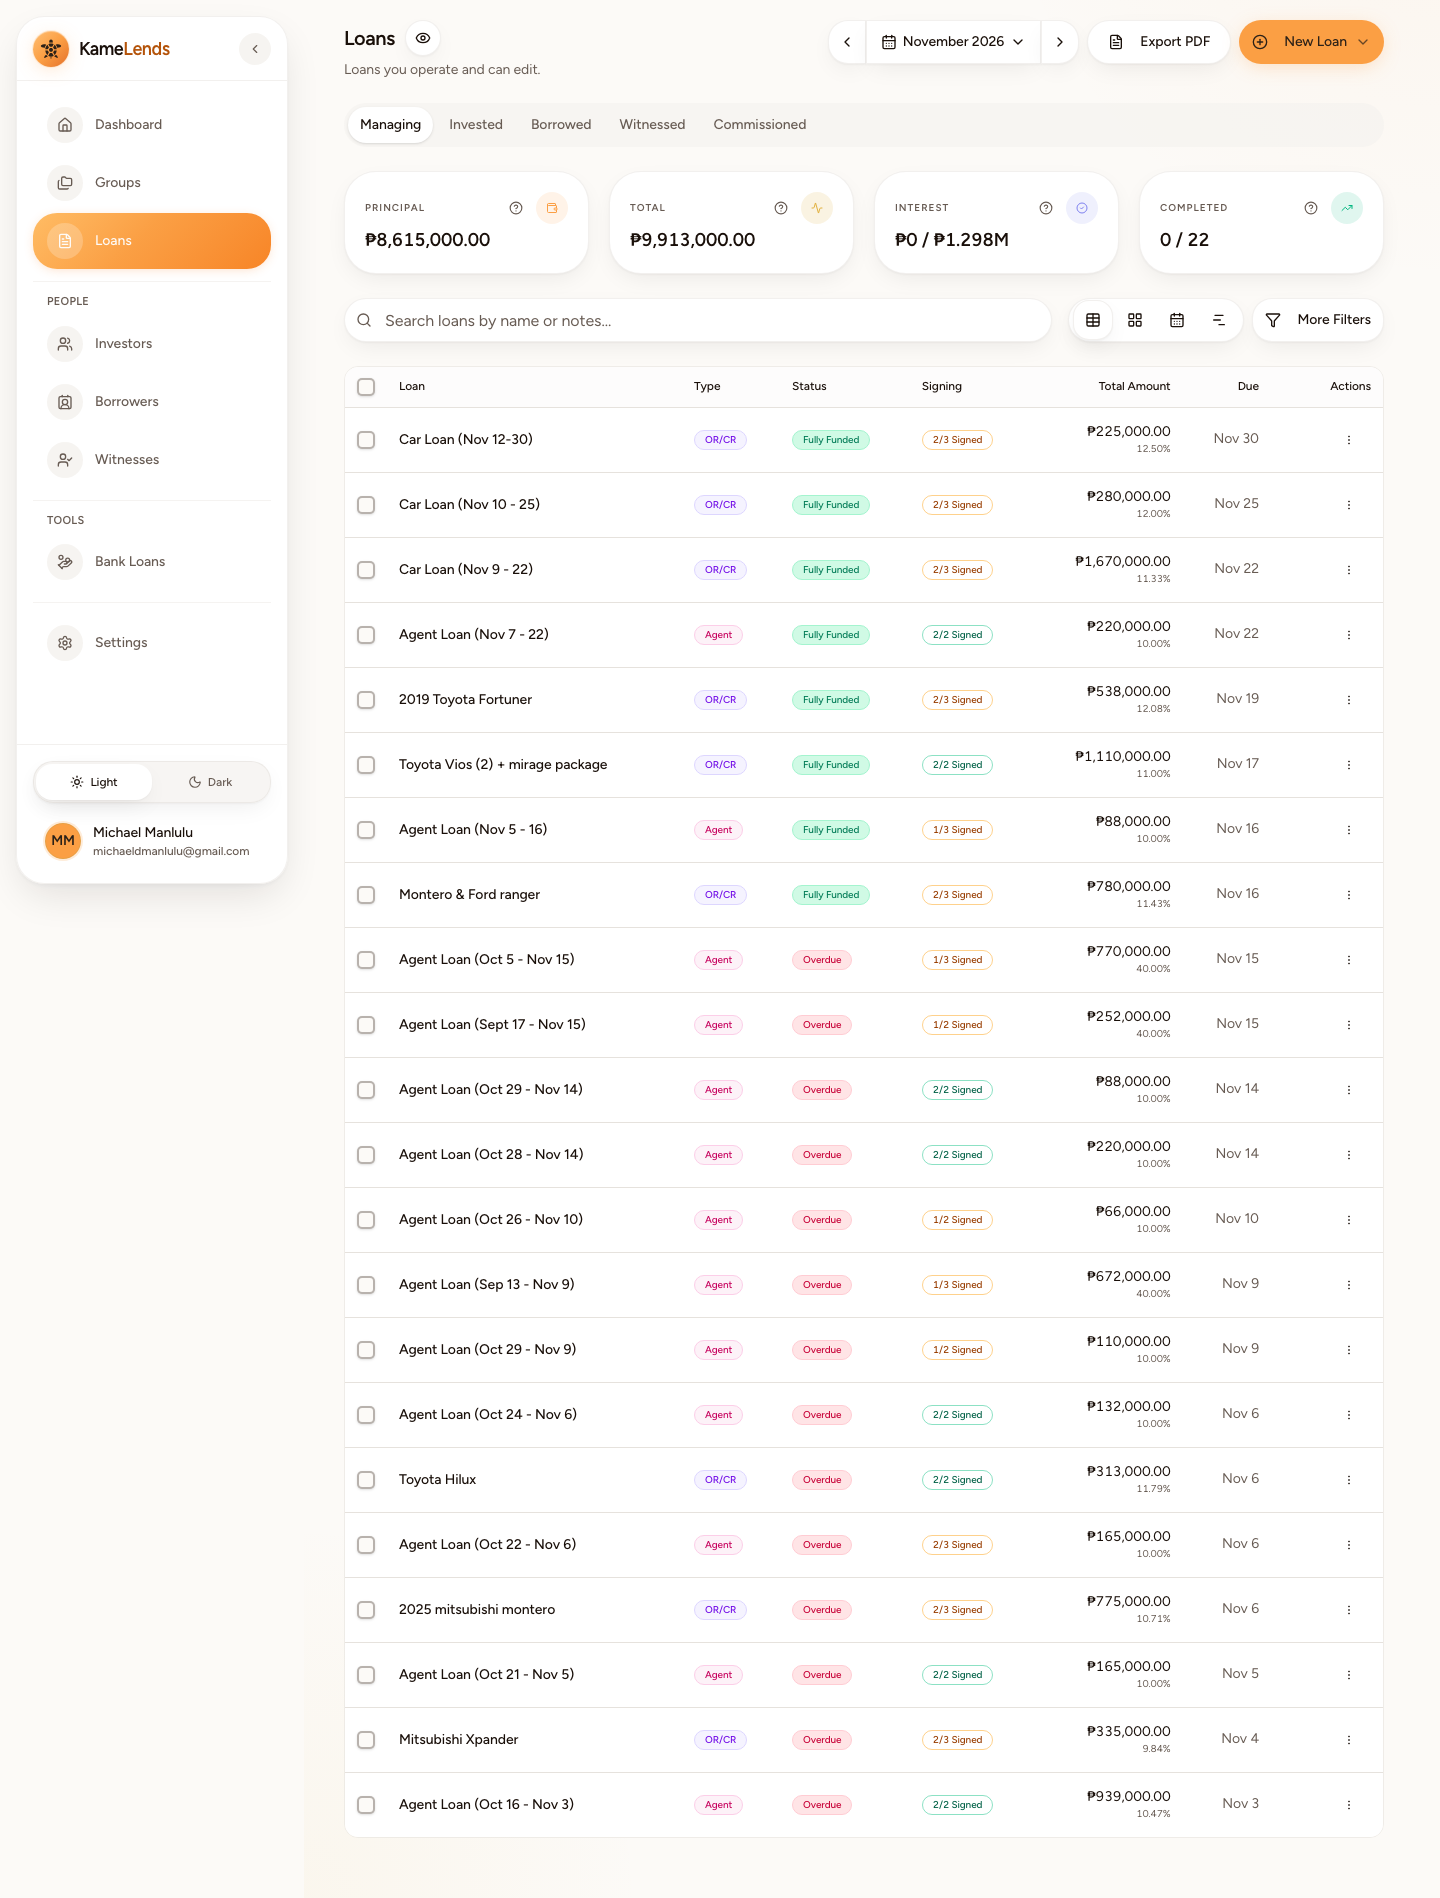 KameLends
Dashboard
Groups
Loans
PEOPLE
Investors
Borrowers
Witnesses
TOOLS
Bank Loans
Settings
Light
Dark
MM
Michael Manlulu
michaeldmanlulu@gmail.com
Loans
Loans you operate and can edit.
November 2026
Export PDF
New Loan
Managing Invested Borrowed Witnessed Commissioned
PRINCIPAL
₱8,615,000.00
TOTAL
₱9,913,000.00
INTEREST
₱0 / ₱1.298M
COMPLETED
0 / 22
Search loans by name or notes...
More Filters
Loan Type Status Signing Total Amount Due Actions
Car Loan (Nov 12-30) OR/CR Fully Funded 2/3 Signed ₱225,000.00 Nov 30
12.50%
Car Loan (Nov 10 - 25) OR/CR Fully Funded 2/3 Signed ₱280,000.00 Nov 25
12.00%
Car Loan (Nov 9 - 22) OR/CR Fully Funded 2/3 Signed ₱1,670,000.00 Nov 22
11.33%
Agent Loan (Nov 7 - 22) Agent Fully Funded 2/2 Signed ₱220,000.00 Nov 22
10.00%
2019 Toyota Fortuner OR/CR Fully Funded 2/3 Signed ₱538,000.00 Nov 19
12.08%
Toyota Vios (2) + mirage package OR/CR Fully Funded 2/2 Signed ₱1,110,000.00 Nov 17
11.00%
Agent Loan (Nov 5 - 16) Agent Fully Funded 1/3 Signed ₱88,000.00 Nov 16
10.00%
Montero & Ford ranger OR/CR Fully Funded 2/3 Signed ₱780,000.00 Nov 16
11.43%
Agent Loan (Oct 5 - Nov 15) Agent Overdue 1/3 Signed ₱770,000.00 Nov 15
40.00%
Agent Loan (Sept 17 - Nov 15) Agent Overdue 1/2 Signed ₱252,000.00 Nov 15
40.00%
Agent Loan (Oct 29 - Nov 14) Agent Overdue 2/2 Signed ₱88,000.00 Nov 14
10.00%
Agent Loan (Oct 28 - Nov 14) Agent Overdue 2/2 Signed ₱220,000.00 Nov 14
10.00%
Agent Loan (Oct 26 - Nov 10) Agent Overdue 1/2 Signed ₱66,000.00 Nov 10
10.00%
Agent Loan (Sep 13 - Nov 9) Agent Overdue 1/3 Signed ₱672,000.00 Nov 9
40.00%
Agent Loan (Oct 29 - Nov 9) Agent Overdue 1/2 Signed ₱110,000.00 Nov 9
10.00%
Agent Loan (Oct 24 - Nov 6) Agent Overdue 2/2 Signed ₱132,000.00 Nov 6
10.00%
Toyota Hilux OR/CR Overdue 2/2 Signed ₱313,000.00 Nov 6
11.79%
Agent Loan (Oct 22 - Nov 6) Agent Overdue 2/3 Signed ₱165,000.00 Nov 6
10.00%
2025 mitsubishi montero OR/CR Overdue 2/3 Signed ₱775,000.00 Nov 6
10.71%
Agent Loan (Oct 21 - Nov 5) Agent Overdue 2/2 Signed ₱165,000.00 Nov 5
10.00%
Mitsubishi Xpander OR/CR Overdue 2/3 Signed ₱335,000.00 Nov 4
9.84%
Agent Loan (Oct 16 - Nov 3) Agent Overdue 2/2 Signed ₱939,000.00 Nov 3
10.47%